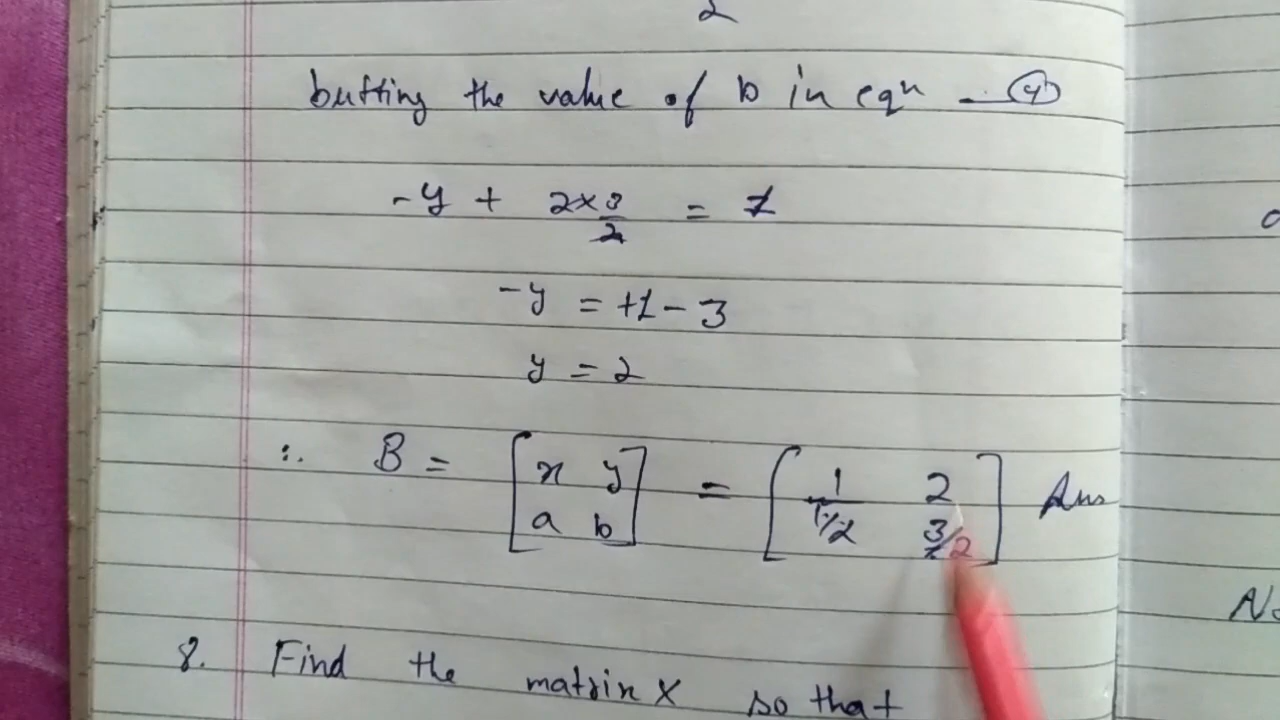 2
butting the value of b in eqn - (4)
-y + 2×3/2 = 1
-y = +1 - 3
y = 2
∴ B = [x y] = [1 2] Ans
[a b] [1/2 3/2]
8. Find the matrix X so that